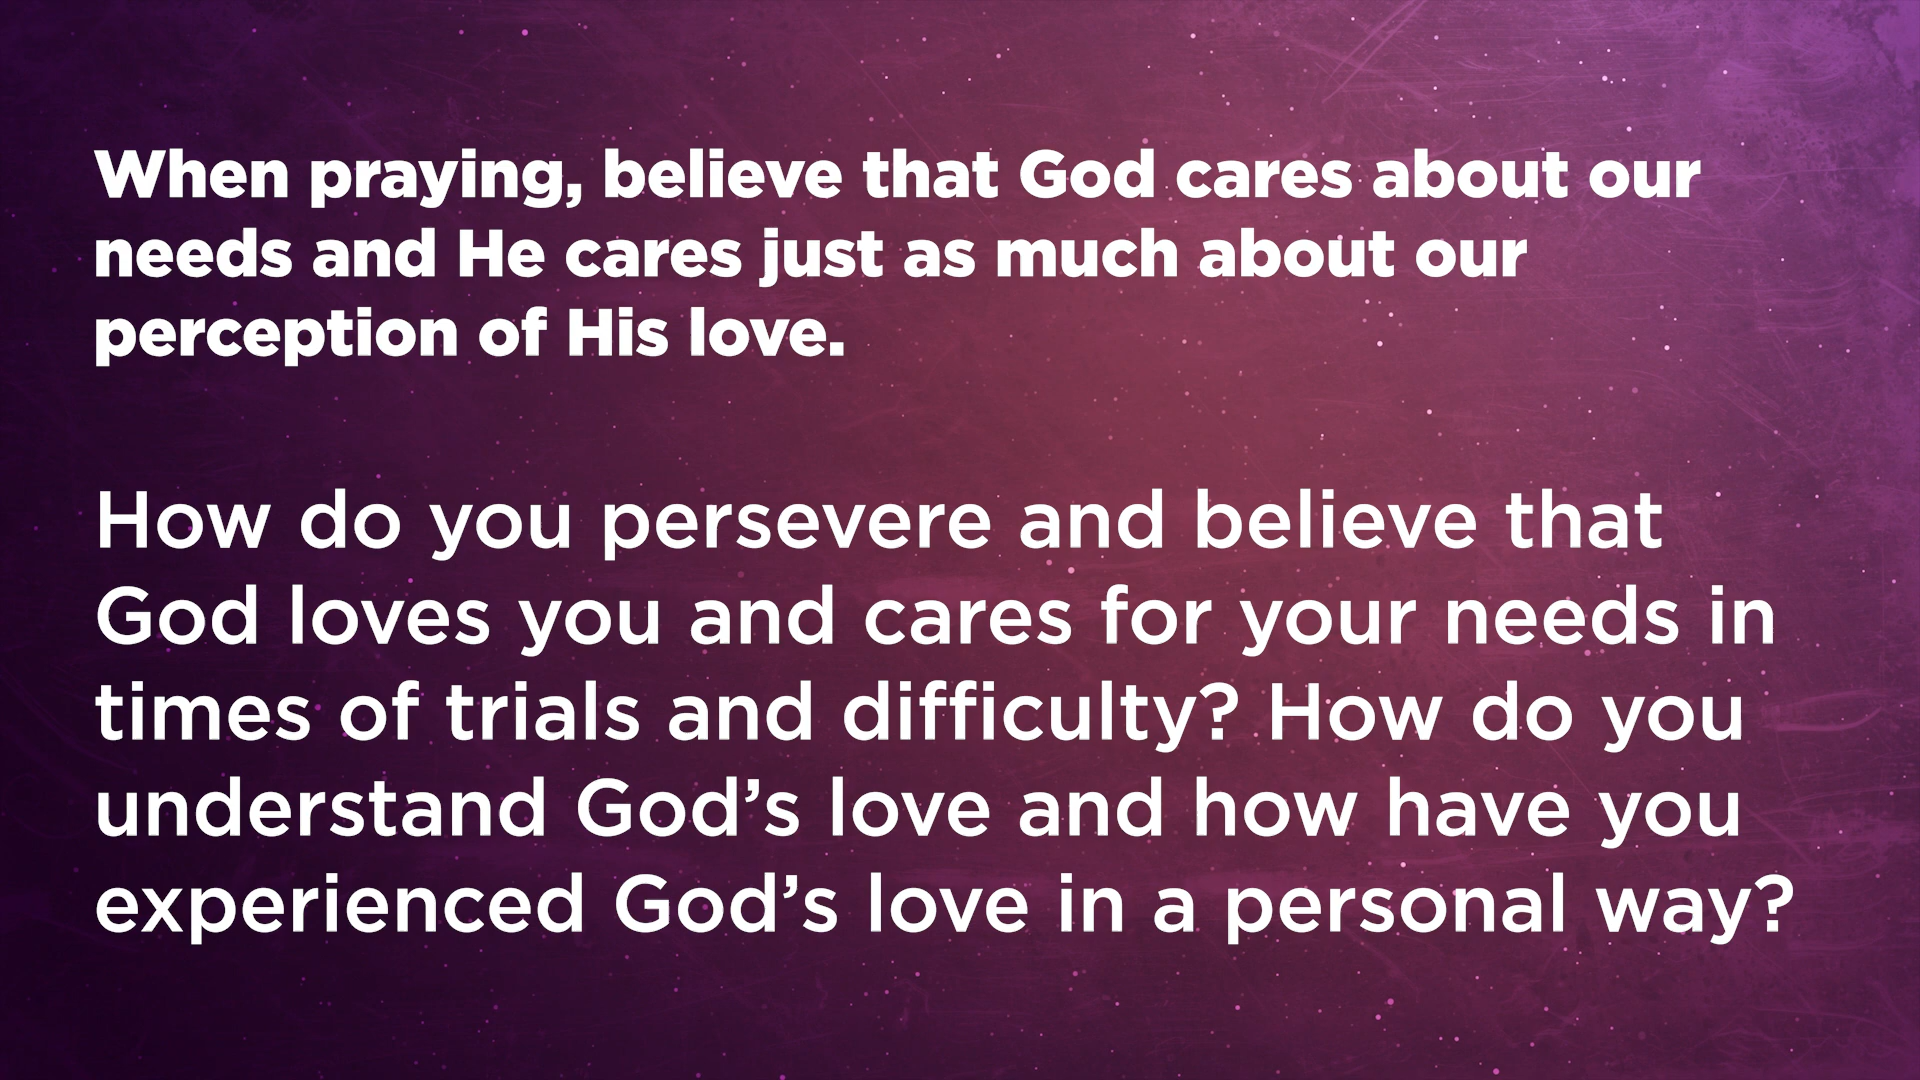 When praying, believe that God cares about our
needs and He cares just as much about our
perception of His love.
How do you persevere and believe that
God loves you and cares for your needs in
times of trials and difficulty? How do you
understand God’s love and how have you
experienced God’s love in a personal way?